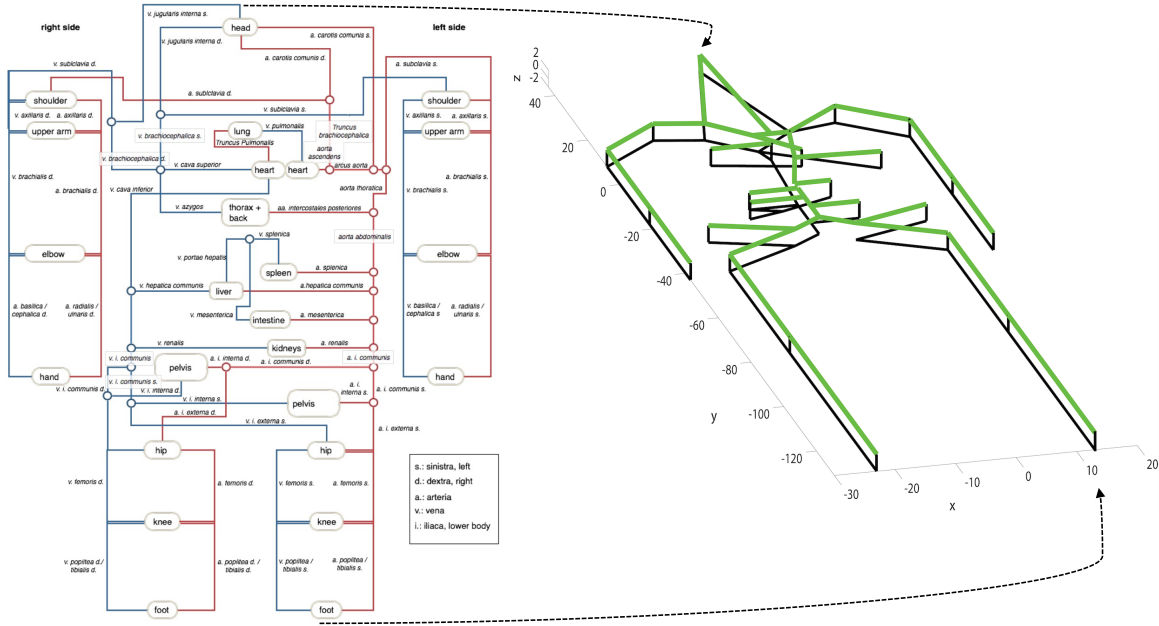 right side
left side
v. jugularis interna s.
head
v. jugularis interna d.
a. carotis comunis s.
a. carotis comunis d.
v. subclavia d.
a. subclavia s.
shoulder
a. subclavia d.
shoulder
v. axillaris d.
a. axillaris d.
v. subclavia s.
v. axillaris s.
a. axillaris s.
upper arm
v. brachiocephalica s.
lung
v. pulmonalis
Truncus
brachiocephalica
upper arm
Truncus Pulmonalis
aorta
ascendens
v. brachiocephalica d.
v. cava superior
heart
heart
arcus aorta
v. brachialis d.
a. brachialis s.
v. cava inferior
aorta thoratica
a. brachialis d.
v. brachialis s.
v. azygos
thorax +
back
aa. intercostales posteriores
v. splenica
aorta abdominalis
elbow
v. portae hepatis
elbow
spleen
a. splenica
v. hepatica communis
liver
a.hepatica communis
a. basilica /
cephalica d.
a. radialis /
ulnaris d.
v. basilica /
cephalica s
a. radialis /
ulnaris s.
v. mesenterica
intestine
a. mesenterica
v. renalis
kidneys
a. renalis
v. i. communis
pelvis
a. i. interna d.
a. i. communis d.
a. i. communis
hand
v. i. communis s.
hand
v. i. communis d.
v. i. interna d.
a. i. communis s.
v. i. interna s.
pelvis
a. i.
interna s.
a. i. externa d.
v. i. externa s.
a. i. externa s.
hip
hip
v. femoris d.
a. femoris d.
v. femoris s.
a. femoris s.
knee
knee
v. poplitea d./
tibialis d.
a. poplitea d. /
tibialis d.
v. poplitea /
tibialis s.
a. poplitea /
tibialis s.
foot
foot
s.: sinistra, left
d.: dextra, right
a.: arteria
v.: vena
i.: iliaca, lower body
z
2
0
-2
40
20
0
-20
-40
-60
-80
-100
-120
y
-30
-20
-10
0
10
20
x